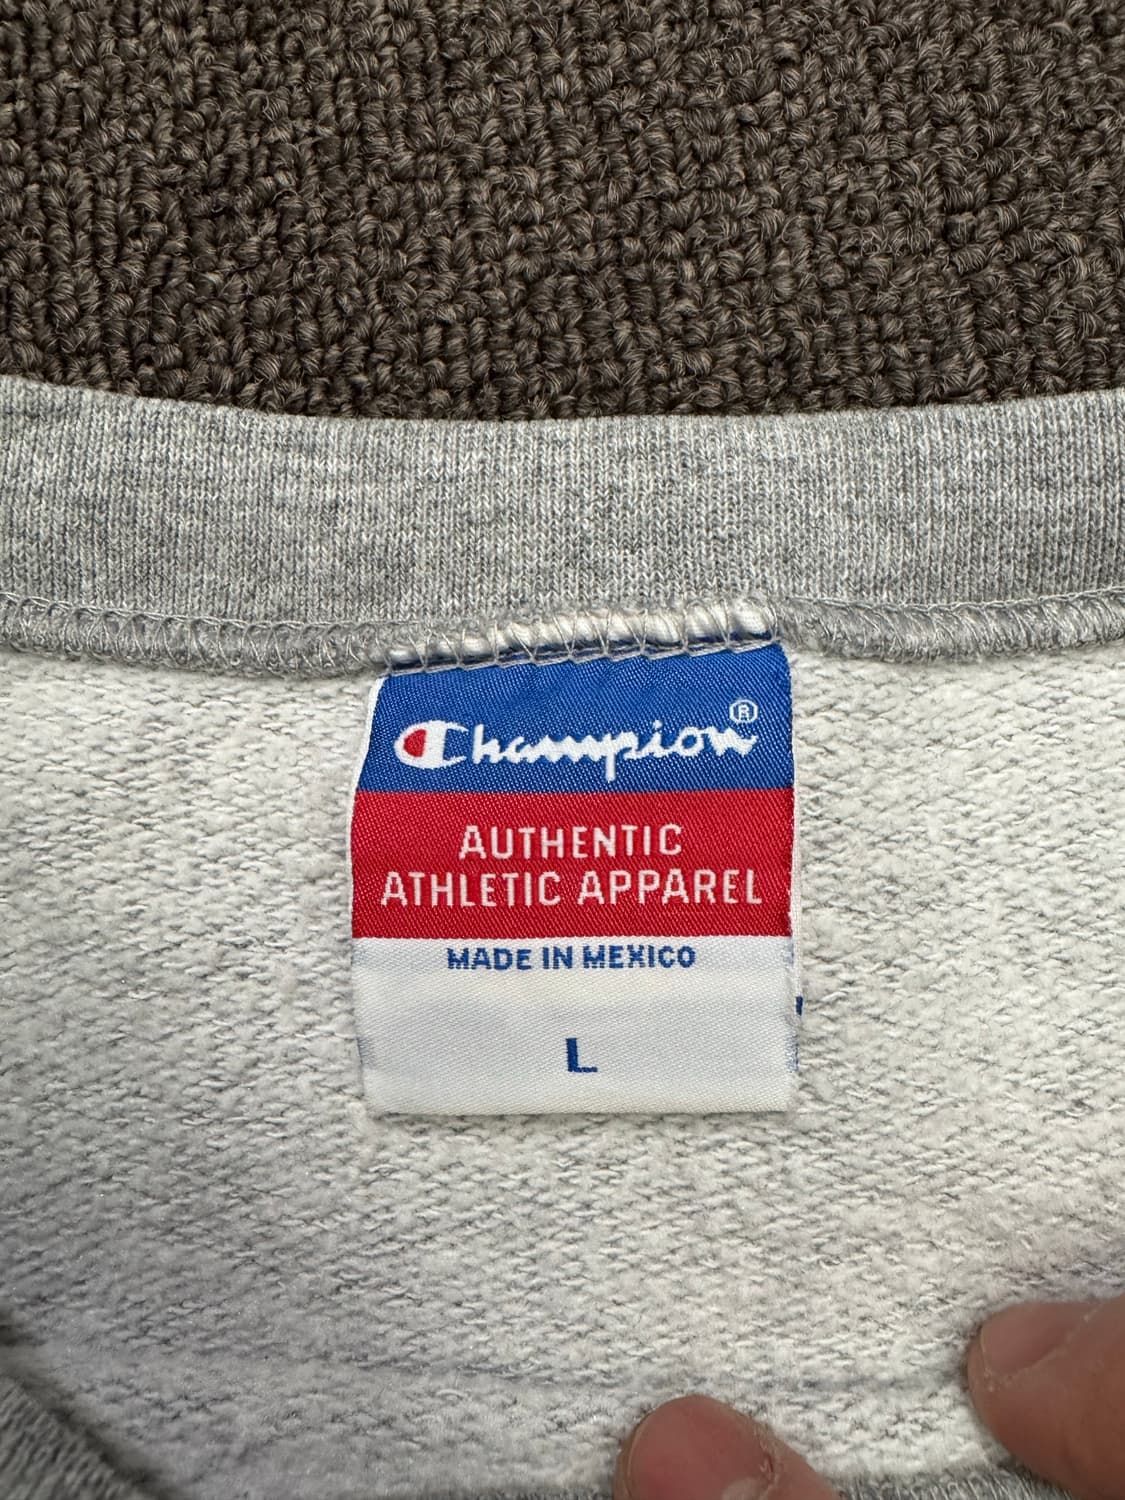 Champion®
AUTHENTIC
ATHLETIC APPAREL
MADE IN MEXICO
L